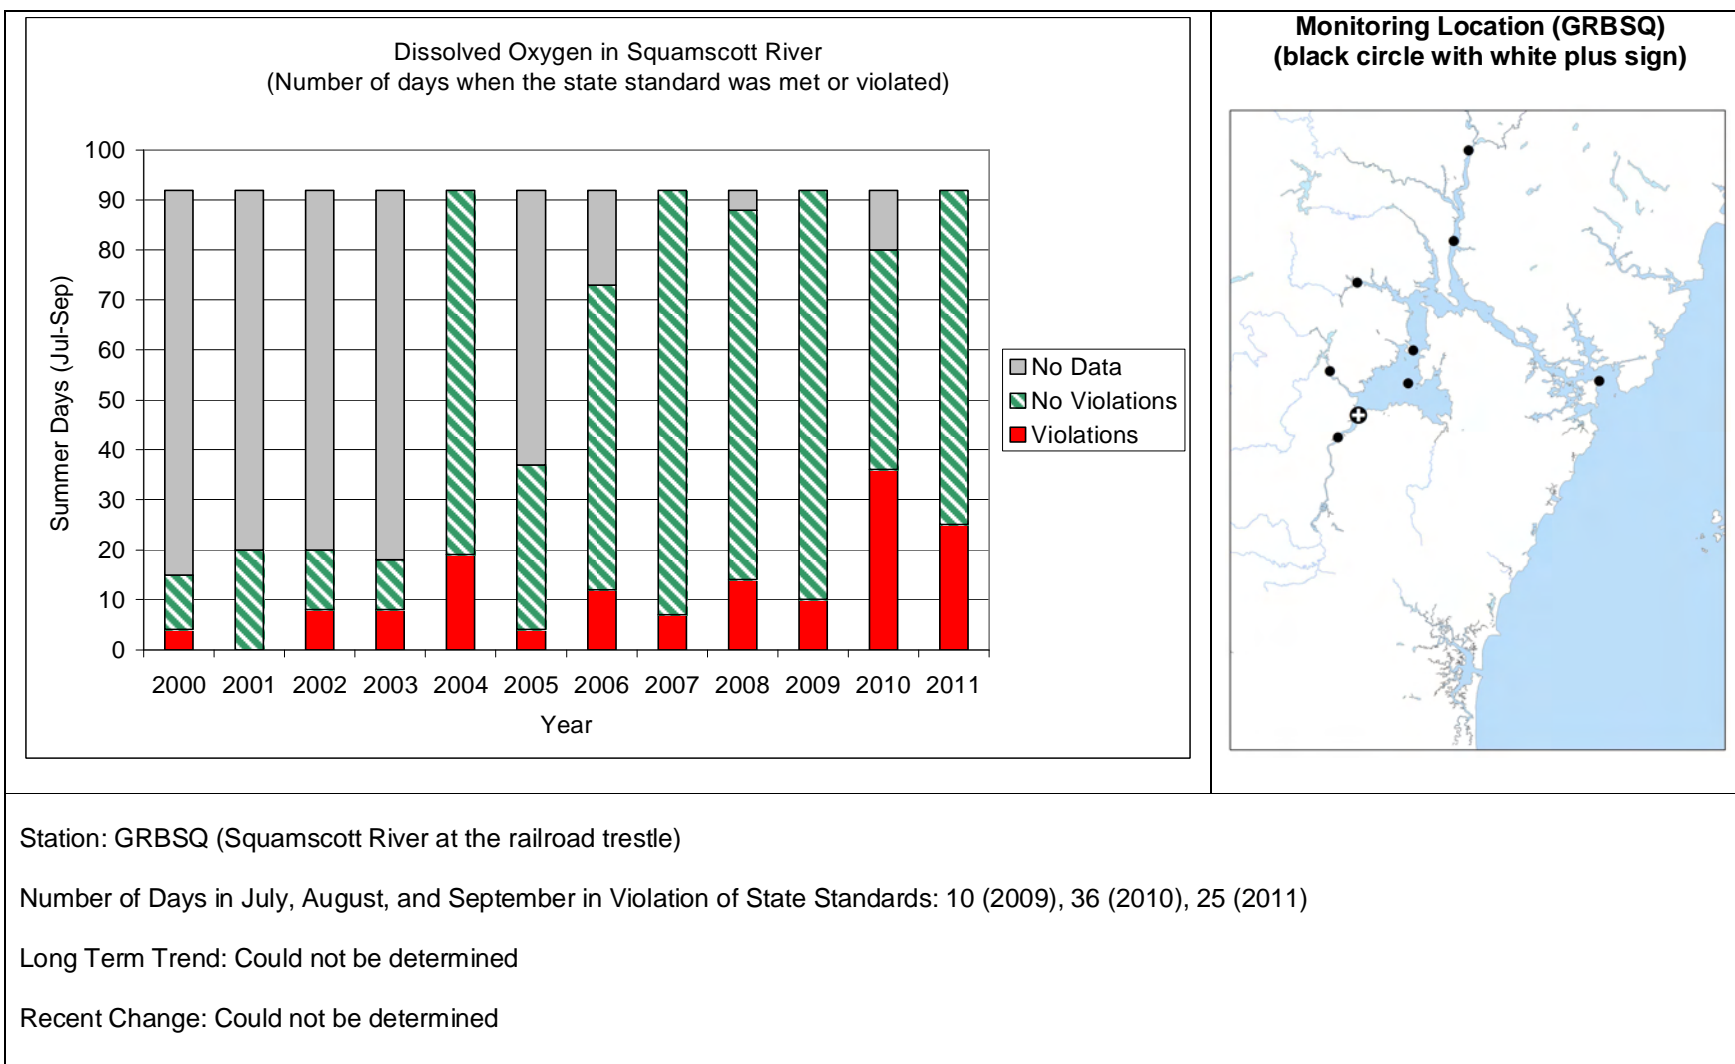 Dissolved Oxygen in Squamscott River
(Number of days when the state standard was met or violated)
100
90
80
70
60
50
40
30
20
10
0
Summer Days (Jul-Sep)
2000 2001 2002 2003 2004 2005 2006 2007 2008 2009 2010 2011
Year
No Data
No Violations
Violations
Monitoring Location (GRBSQ)
(black circle with white plus sign)
Station: GRBSQ (Squamscott River at the railroad trestle)
Number of Days in July, August, and September in Violation of State Standards: 10 (2009), 36 (2010), 25 (2011)
Long Term Trend: Could not be determined
Recent Change: Could not be determined